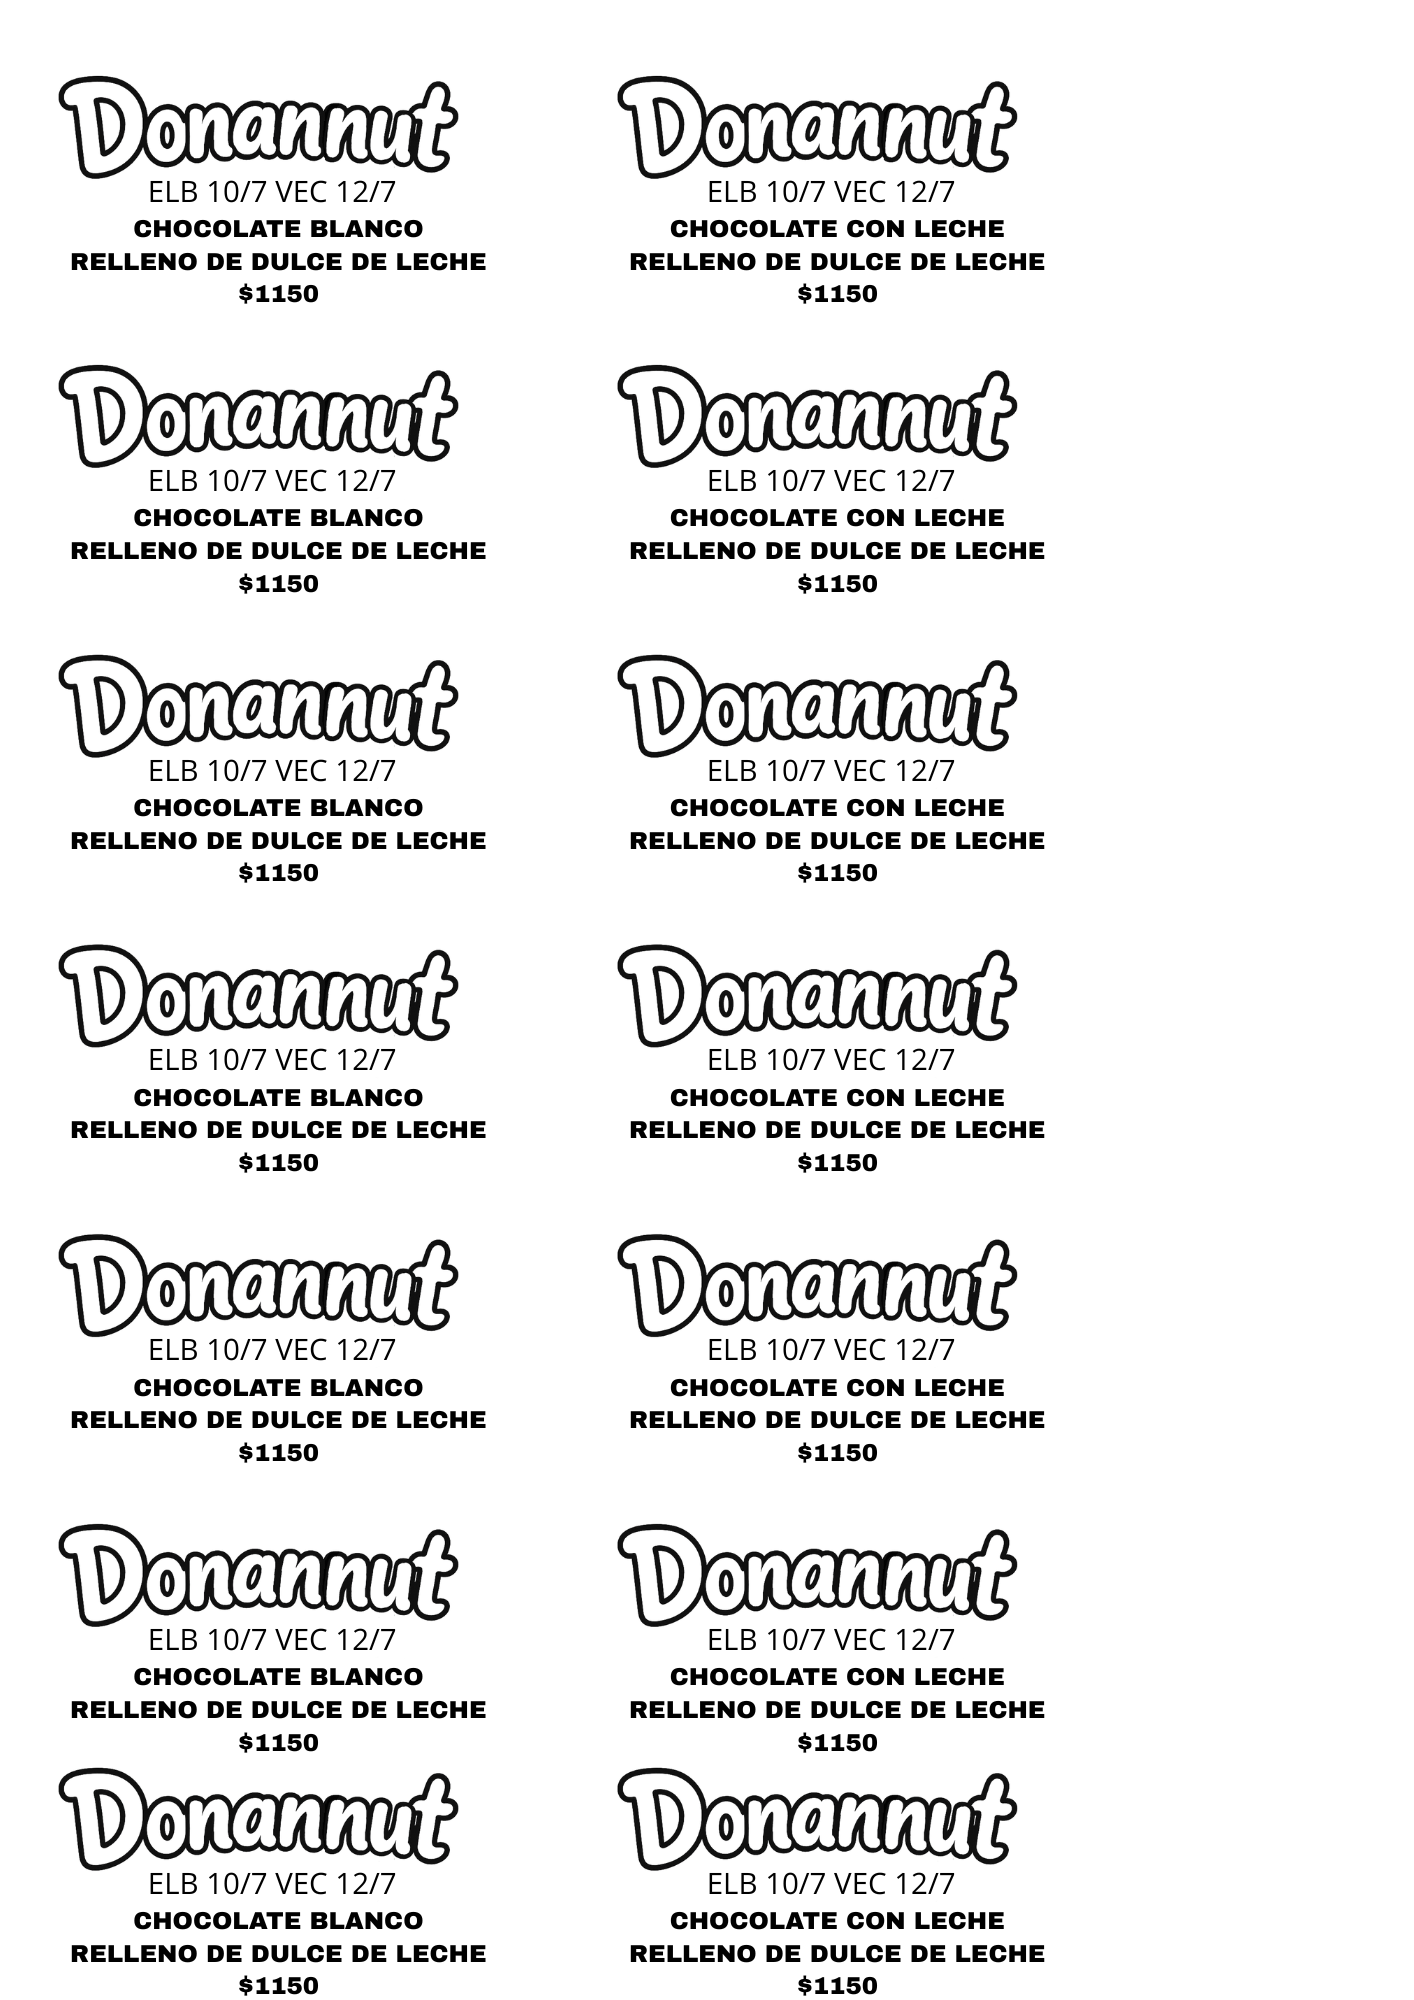 Donannut
ELB 10/7 VEC 12/7
CHOCOLATE BLANCO
RELLENO DE DULCE DE LECHE
$1150
Donannut
ELB 10/7 VEC 12/7
CHOCOLATE CON LECHE
RELLENO DE DULCE DE LECHE
$1150
Donannut
ELB 10/7 VEC 12/7
CHOCOLATE BLANCO
RELLENO DE DULCE DE LECHE
$1150
Donannut
ELB 10/7 VEC 12/7
CHOCOLATE CON LECHE
RELLENO DE DULCE DE LECHE
$1150
Donannut
ELB 10/7 VEC 12/7
CHOCOLATE BLANCO
RELLENO DE DULCE DE LECHE
$1150
Donannut
ELB 10/7 VEC 12/7
CHOCOLATE CON LECHE
RELLENO DE DULCE DE LECHE
$1150
Donannut
ELB 10/7 VEC 12/7
CHOCOLATE BLANCO
RELLENO DE DULCE DE LECHE
$1150
Donannut
ELB 10/7 VEC 12/7
CHOCOLATE CON LECHE
RELLENO DE DULCE DE LECHE
$1150
Donannut
ELB 10/7 VEC 12/7
CHOCOLATE BLANCO
RELLENO DE DULCE DE LECHE
$1150
Donannut
ELB 10/7 VEC 12/7
CHOCOLATE CON LECHE
RELLENO DE DULCE DE LECHE
$1150
Donannut
ELB 10/7 VEC 12/7
CHOCOLATE BLANCO
RELLENO DE DULCE DE LECHE
$1150
Donannut
ELB 10/7 VEC 12/7
CHOCOLATE CON LECHE
RELLENO DE DULCE DE LECHE
$1150
Donannut
ELB 10/7 VEC 12/7
CHOCOLATE BLANCO
RELLENO DE DULCE DE LECHE
$1150
Donannut
ELB 10/7 VEC 12/7
CHOCOLATE CON LECHE
RELLENO DE DULCE DE LECHE
$1150